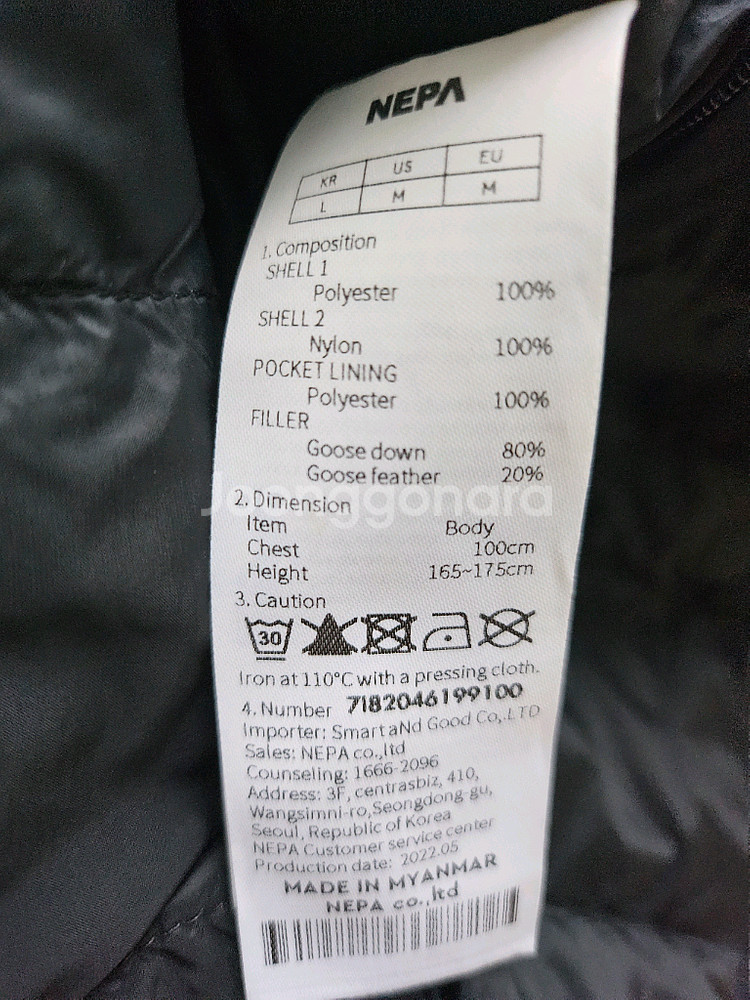 NEPA
KR US EU
L M M
1. Composition
SHELL 1
Polyester 100%
SHELL 2
Nylon 100%
POCKET LINING
Polyester 100%
FILLER
Goose down 80%
Goose feather 20%
Joonggonara
2. Dimension
Item Body
Chest 100cm
Height 165~175cm
3. Caution
30
Iron at 110°C with a pressing cloth.
4. Number 7182046199100
Importer: SmartaNd Good Co,.LTD
Sales: NEPA co.,ltd
Counseling: 1666-2096
Address: 3F, centrasbiz, 410,
Wangsimni-ro,Seongdong-gu,
Seoul, Republic of Korea
NEPA Customer service center
Production date: 2022.05
MADE IN MYANMAR
NEPA co.,ltd